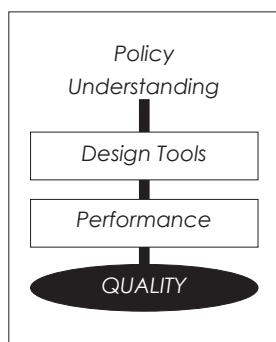 Policy
Understanding
Design Tools
Performance
QUALITY